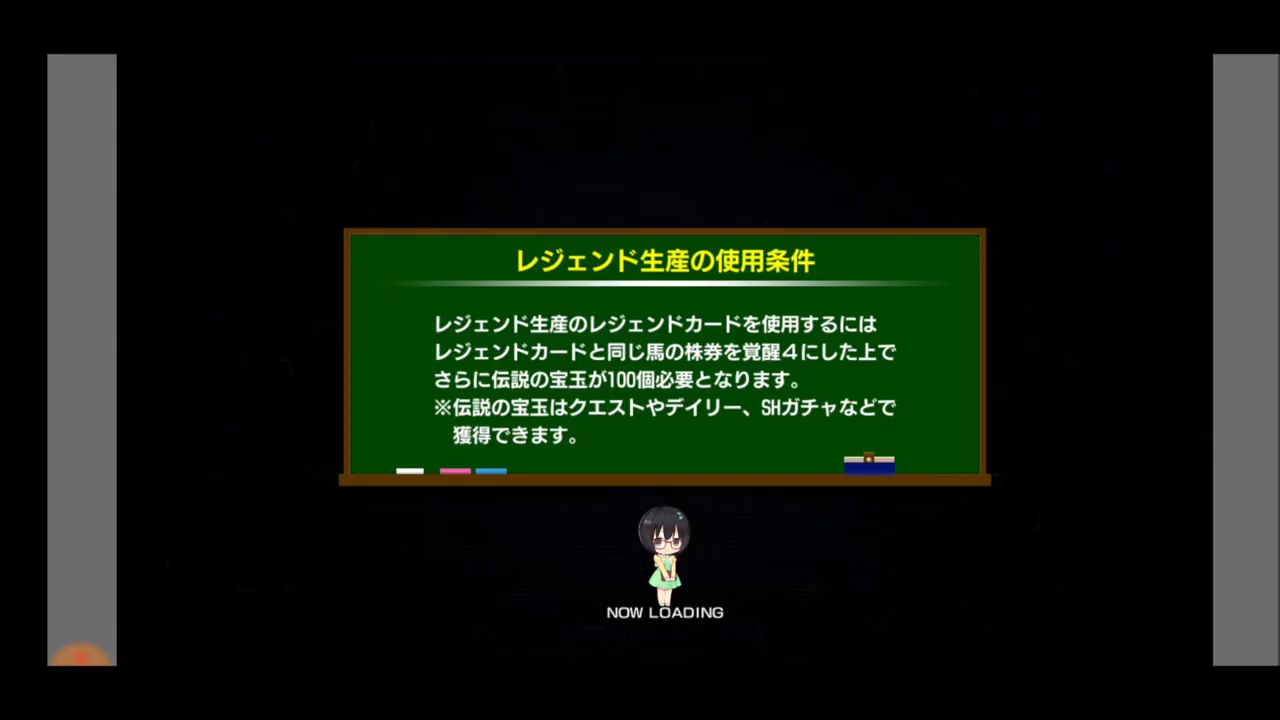 レジェンド生産の使用条件
レジェンド生産のレジェンドカードを使用するには
レジェンドカードと同じ馬の株券を覚醒４にした上で
さらに伝説の宝玉が100個必要となります。
※伝説の宝玉はクエストやデイリー、SHガチャなどで
獲得できます。
NOW LOADING